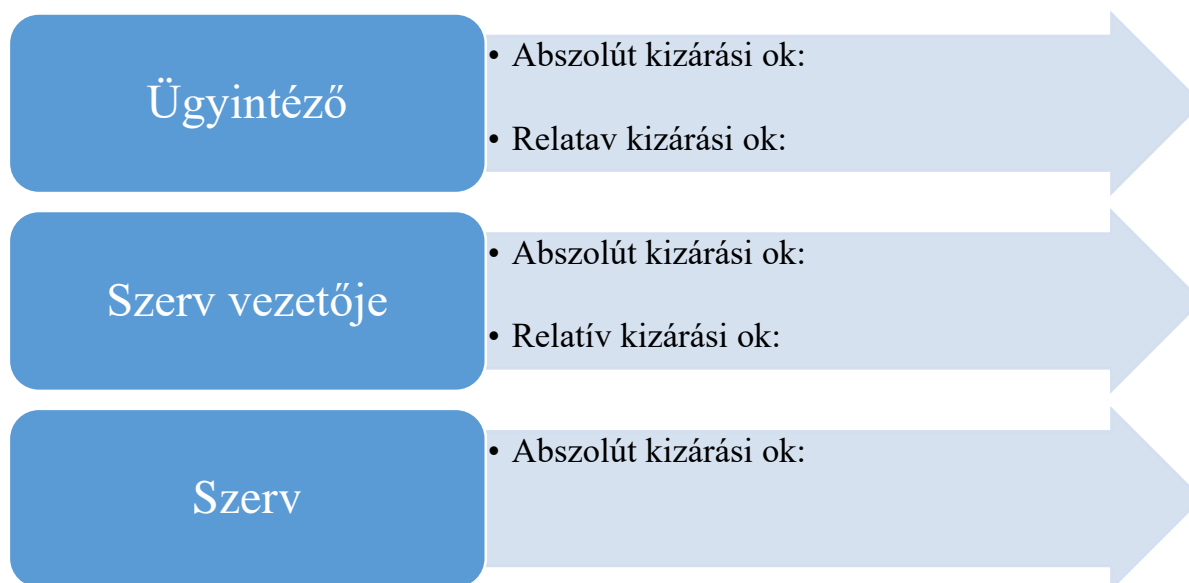 Ügyintéző
• Abszolút kizárási ok:
• Relatav kizárási ok:
Szerv vezetője
• Abszolút kizárási ok:
• Relatív kizárási ok:
Szerv
• Abszolút kizárási ok: